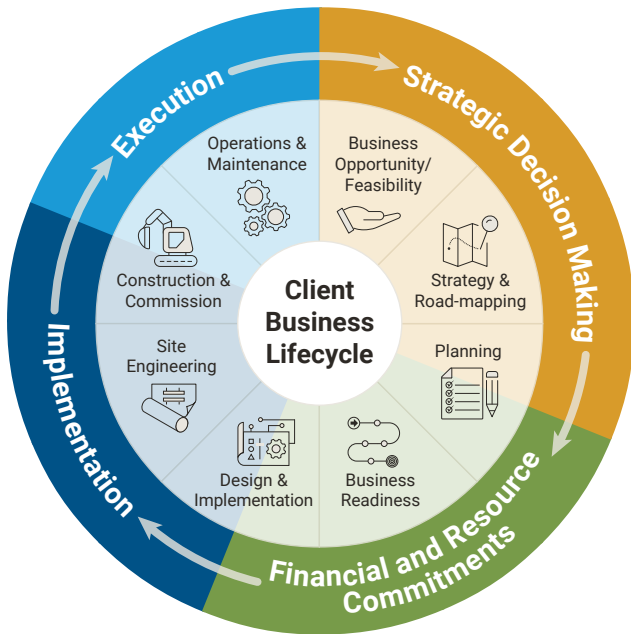 Execution
Strategic Decision Making
Financial and Resource
Commitments
Implementation
Operations &
Maintenance
Business
Opportunity/
Feasibility
Strategy &
Road-mapping
Planning
Business
Readiness
Design &
Implementation
Site
Engineering
Construction &
Commission
Client
Business
Lifecycle